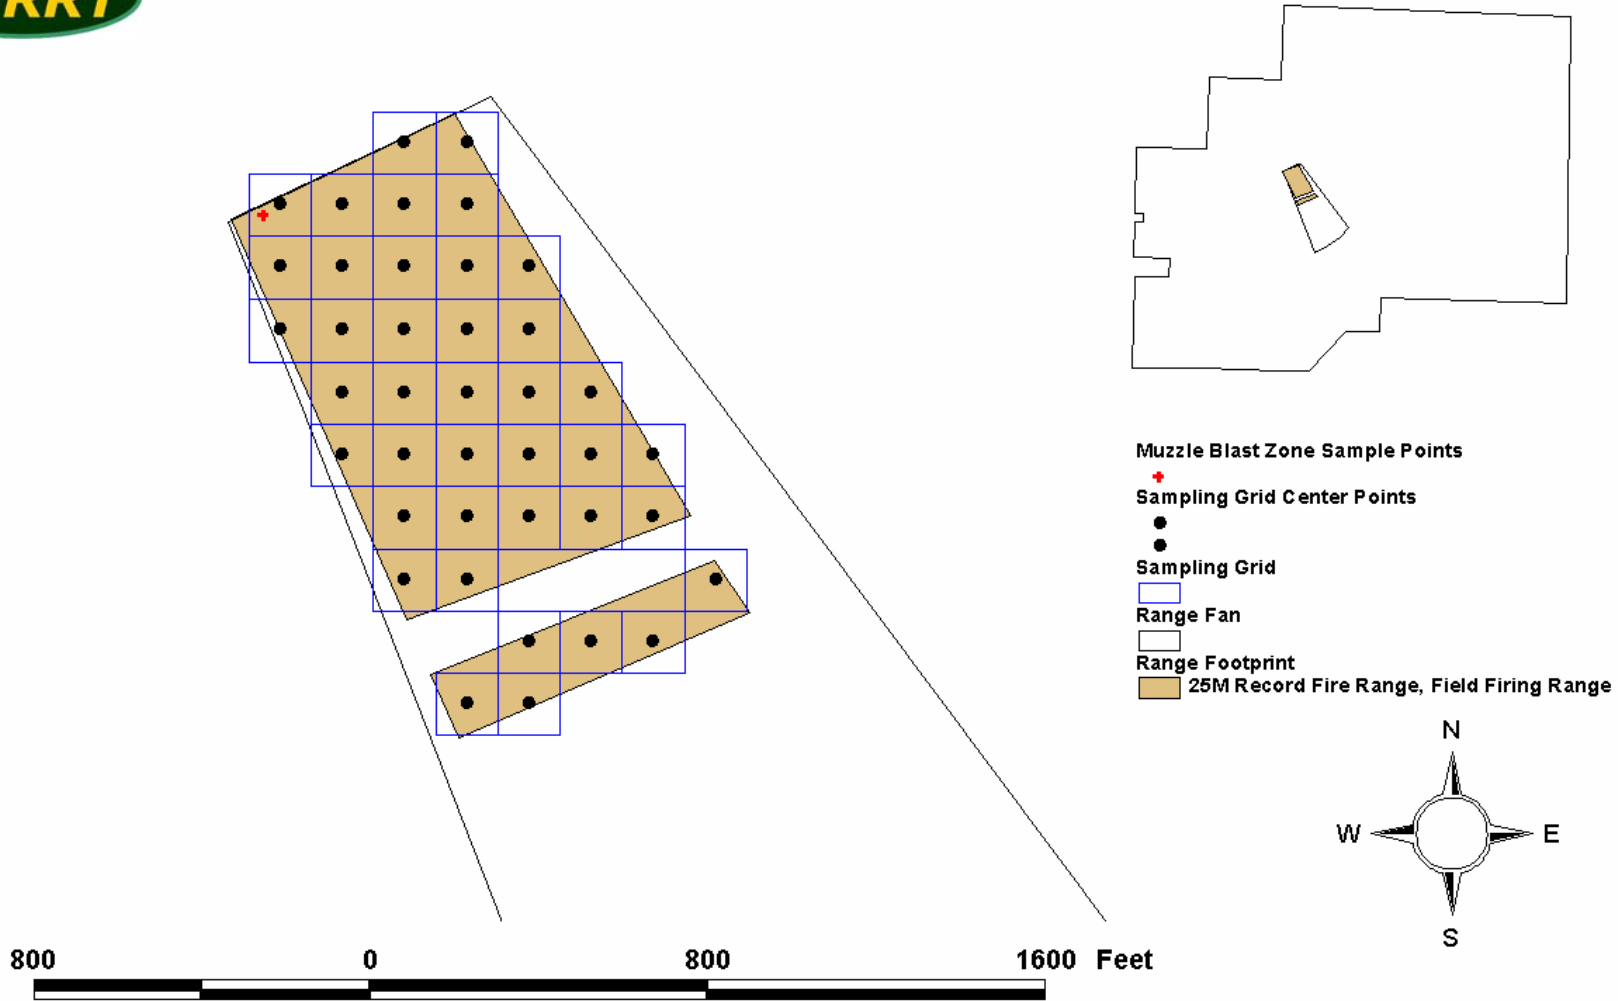 Muzzle Blast Zone Sample Points
Sampling Grid Center Points
Sampling Grid
Range Fan
Range Footprint
25M Record Fire Range, Field Firing Range
N
W E
S
800 0 800 1600 Feet